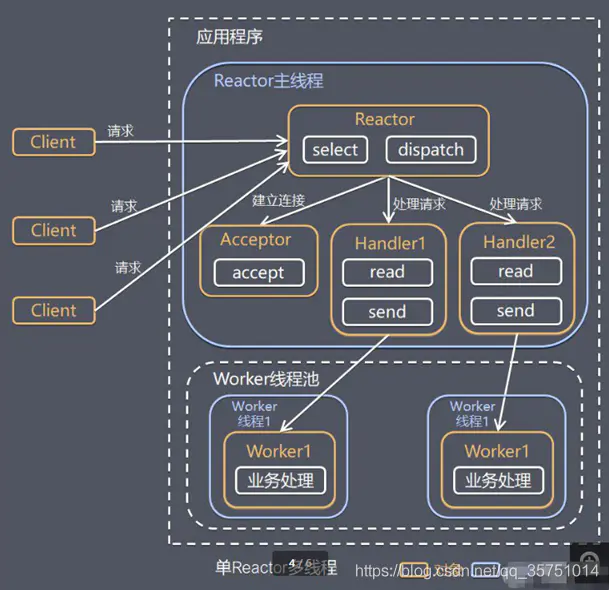 应用程序
Reactor主线程
Reactor
select
dispatch
Client
请求
Client
请求
Client
请求
建立连接
处理请求
处理请求
Acceptor
accept
Handler1
read
send
Handler2
read
send
Worker线程池
Worker
线程1
Worker1
业务处理
Worker
线程1
Worker1
业务处理
单Reactor多线程
https://blog.csdn.net/qq_35751014